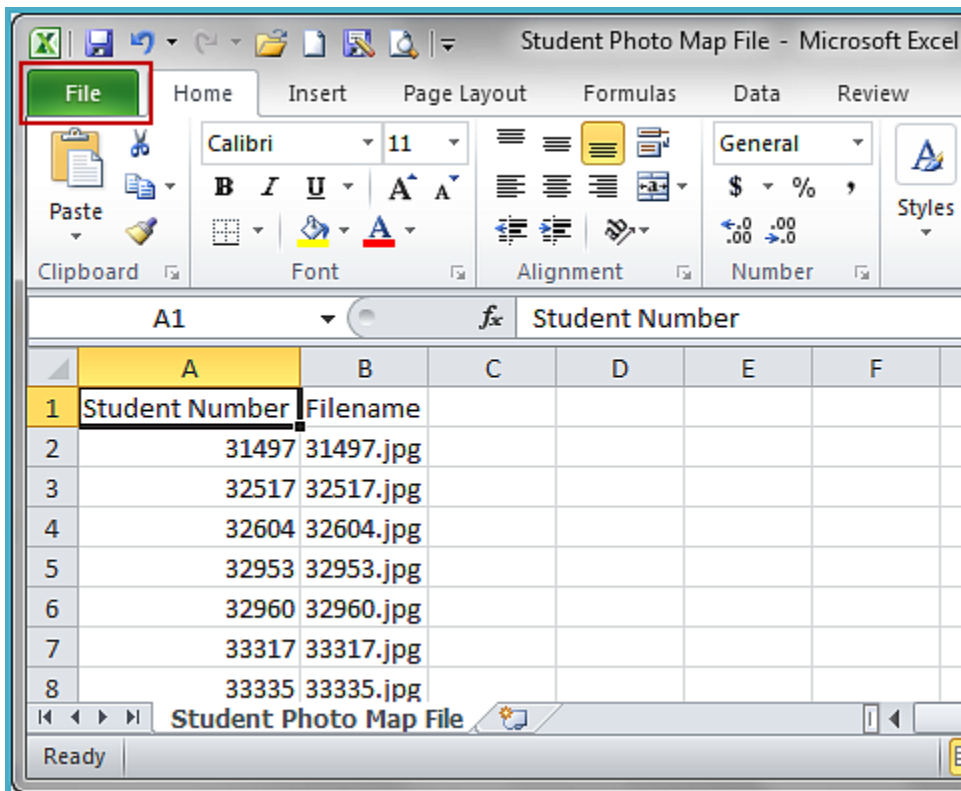 Student Photo Map File - Microsoft Excel
File Home Insert Page Layout Formulas Data Review
Calibri 11 General
B I U A A $ % ,
Paste Styles
A .00 .00
Clipboard Font Alignment Number
A1 fx Student Number
A B C D E F
1 Student Number Filename
2 31497 31497.jpg
3 32517 32517.jpg
4 32604 32604.jpg
5 32953 32953.jpg
6 32960 32960.jpg
7 33317 33317.jpg
8 33335 33335.jpg
Student Photo Map File
Ready